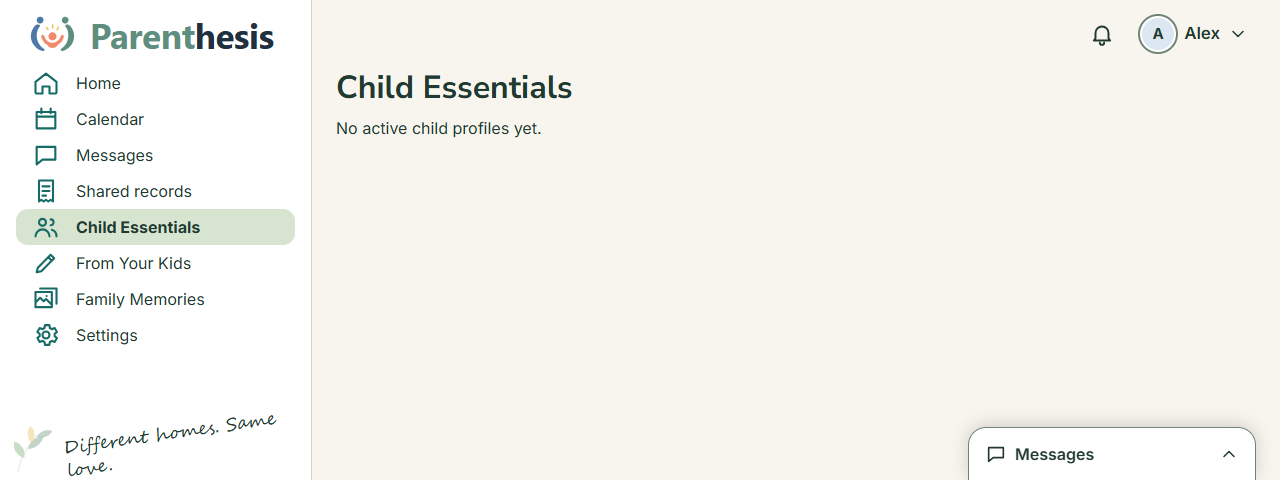 Parenthesis
Home
Calendar
Messages
Shared records
Child Essentials
From Your Kids
Family Memories
Settings
Different homes. Same
love.
A Alex
Child Essentials
No active child profiles yet.
Messages